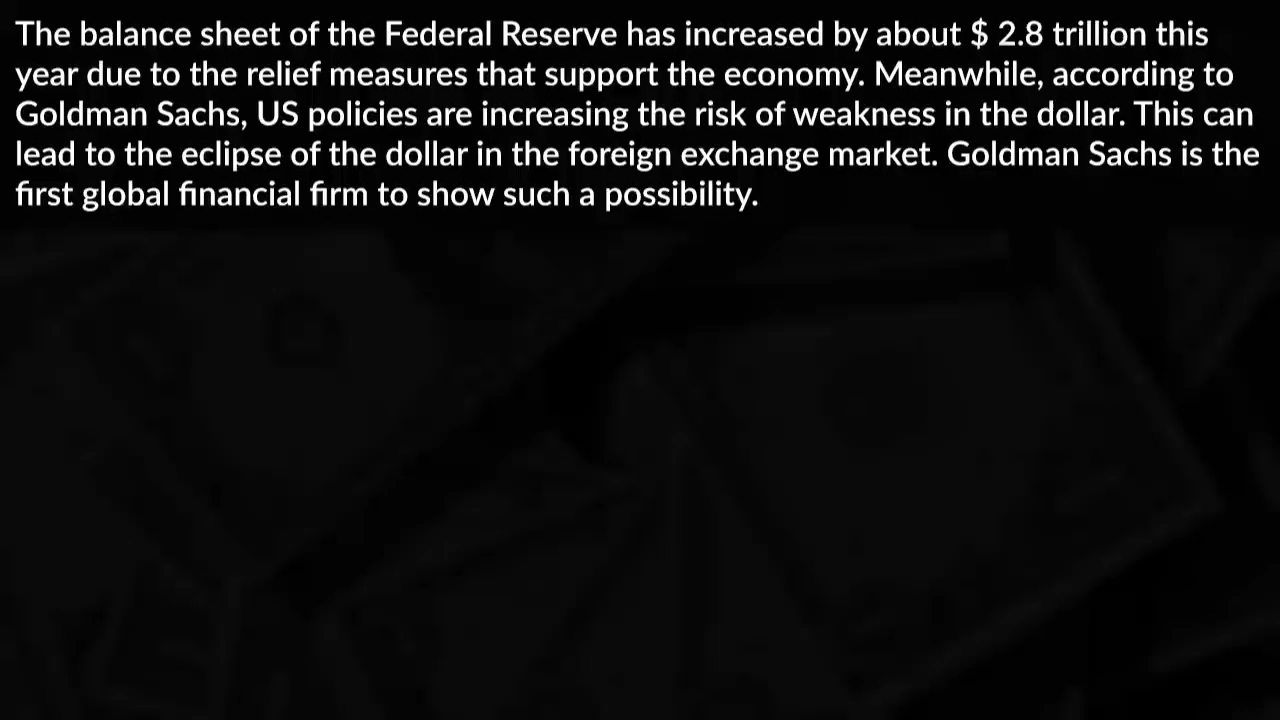 The balance sheet of the Federal Reserve has increased by about $ 2.8 trillion this
year due to the relief measures that support the economy. Meanwhile, according to
Goldman Sachs, US policies are increasing the risk of weakness in the dollar. This can
lead to the eclipse of the dollar in the foreign exchange market. Goldman Sachs is the
first global financial firm to show such a possibility.